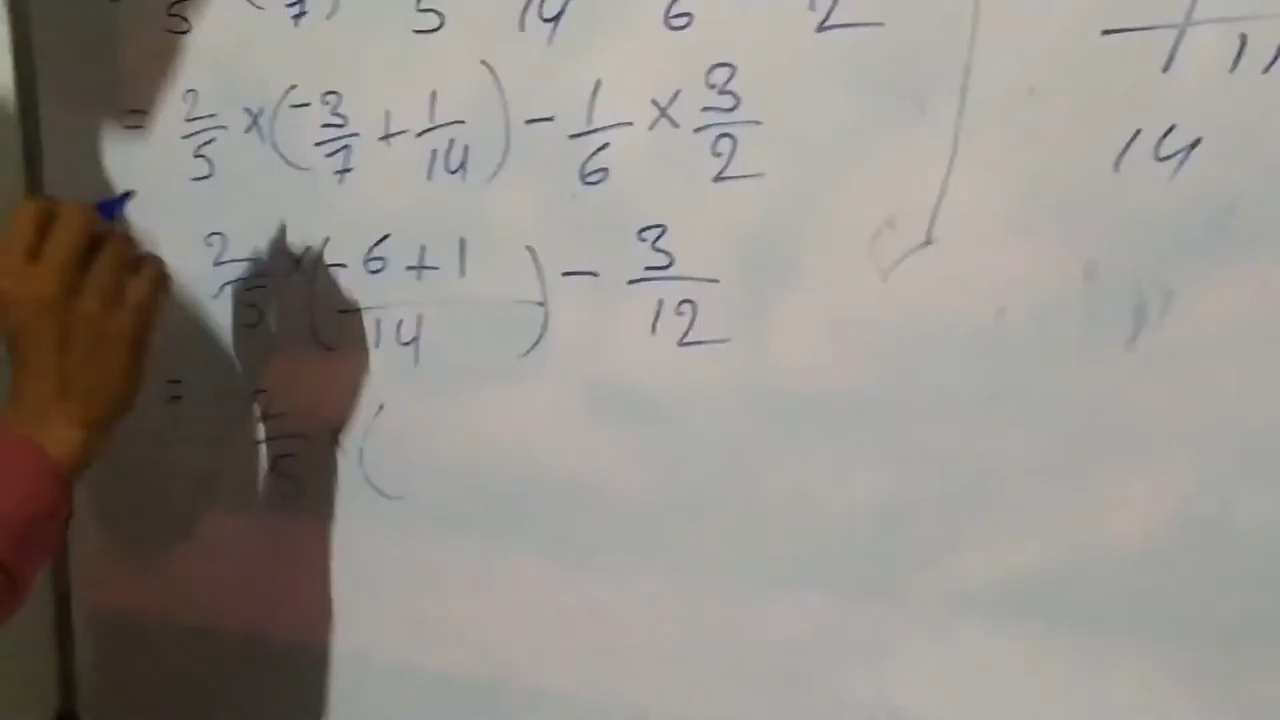 5 7) 5 14 6 2
= 2/5 × (-3/7 + 1/14) - 1/6 × 3/2
14
2/5 × (-6+1/14) - 3/12
= /5 × (